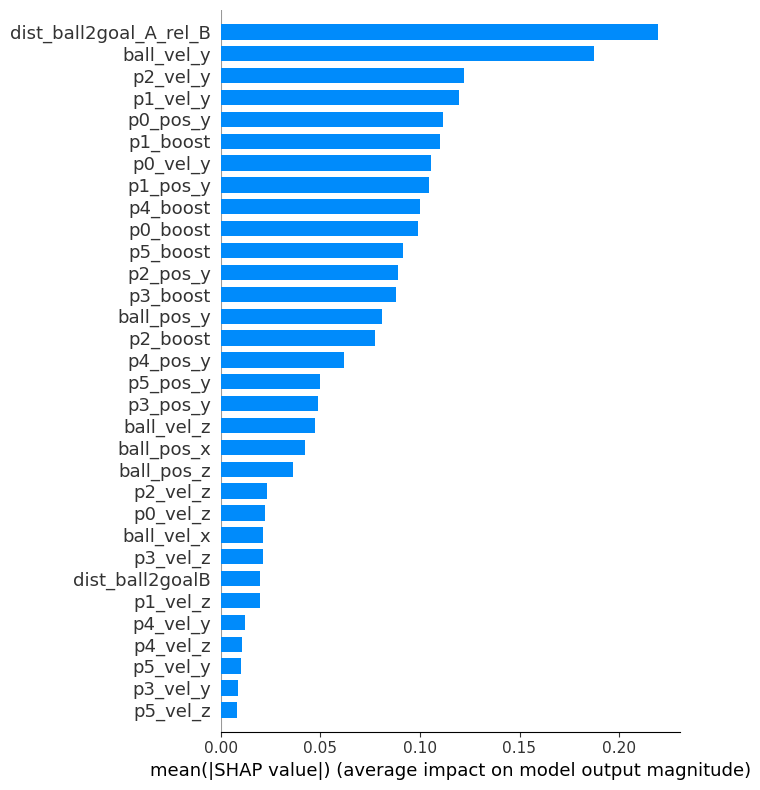 dist_ball2goal_A_rel_B
ball_vel_y
p2_vel_y
p1_vel_y
p0_pos_y
p1_boost
p0_vel_y
p1_pos_y
p4_boost
p0_boost
p5_boost
p2_pos_y
p3_boost
ball_pos_y
p2_boost
p4_pos_y
p5_pos_y
p3_pos_y
ball_vel_z
ball_pos_x
ball_pos_z
p2_vel_z
p0_vel_z
ball_vel_x
p3_vel_z
dist_ball2goalB
p1_vel_z
p4_vel_y
p4_vel_z
p5_vel_y
p3_vel_y
p5_vel_z
0.00 0.05 0.10 0.15 0.20
mean(|SHAP value|) (average impact on model output magnitude)